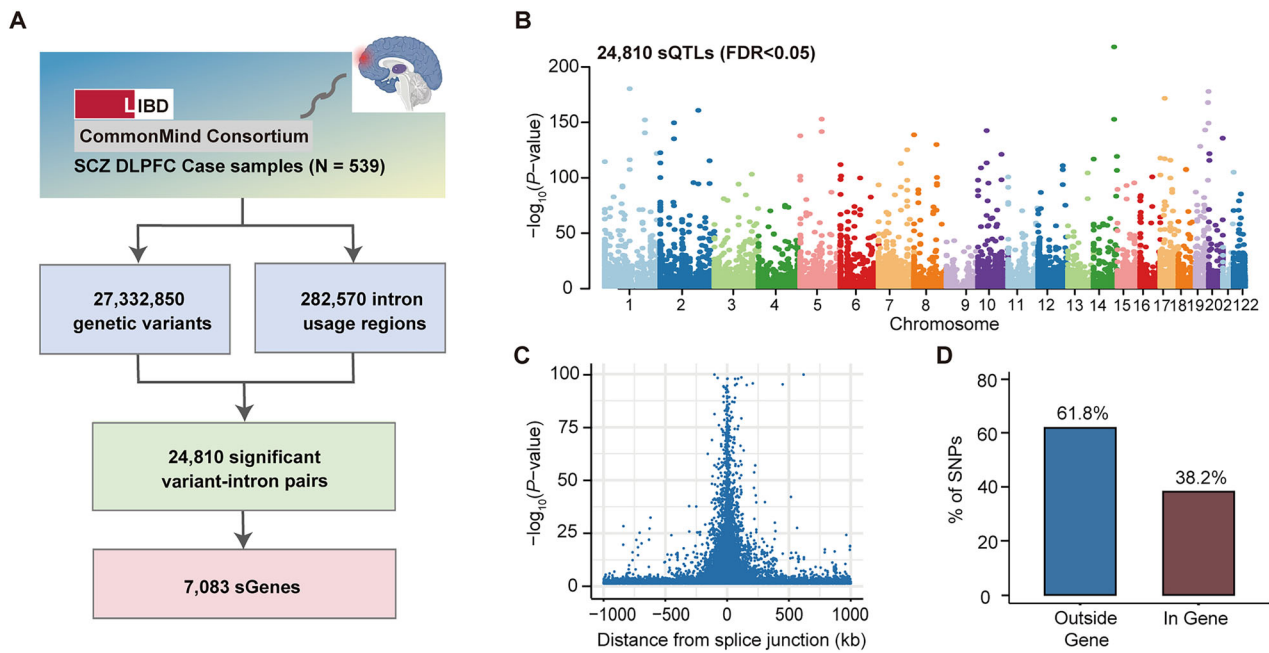 A
LIBD
CommonMind Consortium
SCZ DLPFC Case samples (N = 539)
27,332,850
genetic variants
282,570 intron
usage regions
24,810 significant
variant-intron pairs
7,083 sGenes
B
24,810 sQTLs (FDR<0.05)
−log10(P−value)
200
150
100
50
0
1 2 3 4 5 6 7 8 9 10 11 12 13 14 15 16 17 18 19 20 21 22
Chromosome
C
−log10(P−value)
100
75
50
25
0
−1000 −500 0 500 1000
Distance from splice junction (kb)
D
% of SNPs
80
60
40
20
0
61.8%
38.2%
Outside
Gene
In Gene